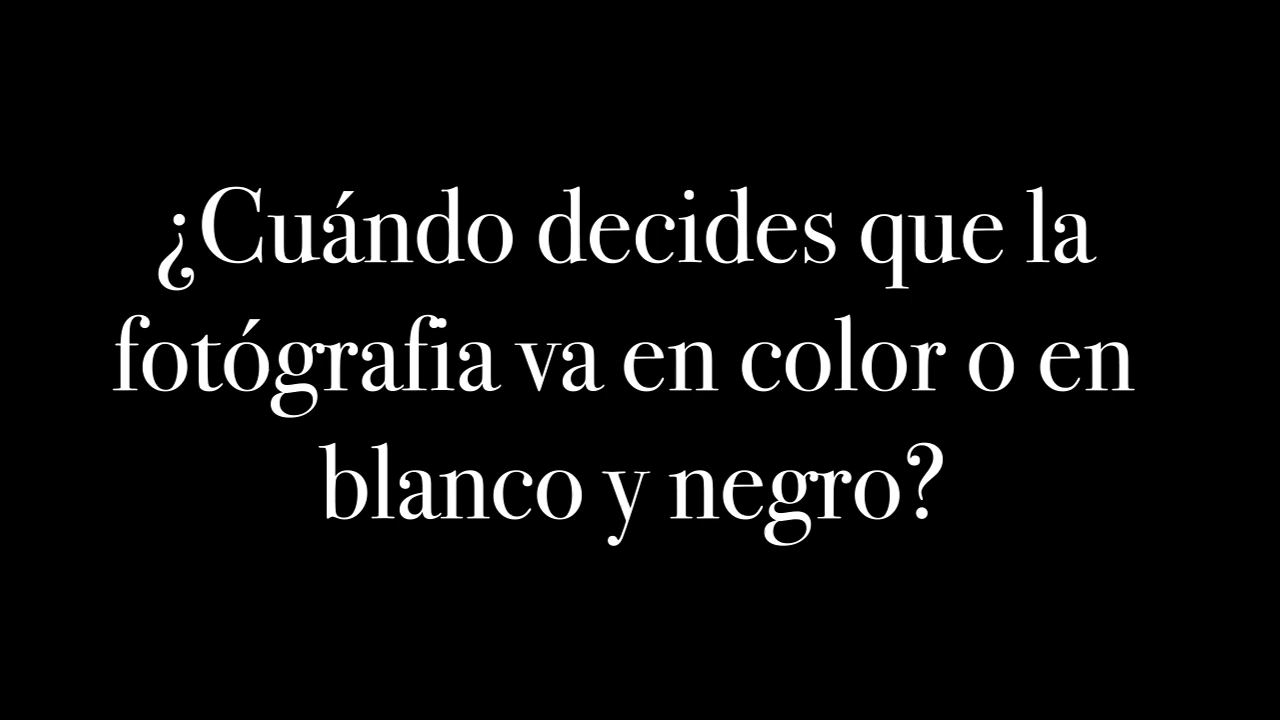 ¿Cuándo decides que la
fotógrafia va en color o en
blanco y negro?